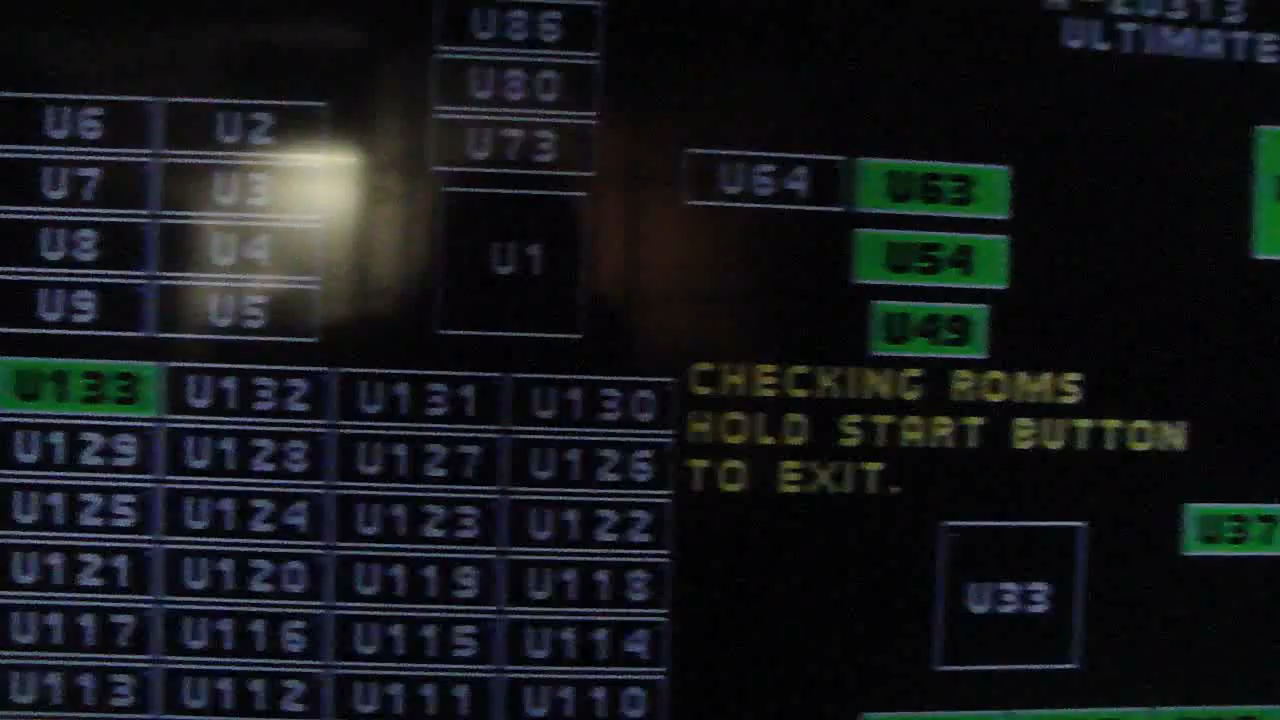 U86
ULTIMATE
U80
U6 U2
U73
U7 U3
U64 U63
U8 U4
U1
U54
U9 U5
U49
U133 U132 U131 U130
CHECKING ROMS
HOLD START BUTTON
TO EXIT.
U129 U128 U127 U126
U125 U124 U123 U122
U37
U121 U120 U119 U118
U33
U117 U116 U115 U114
U113 U112 U111 U110